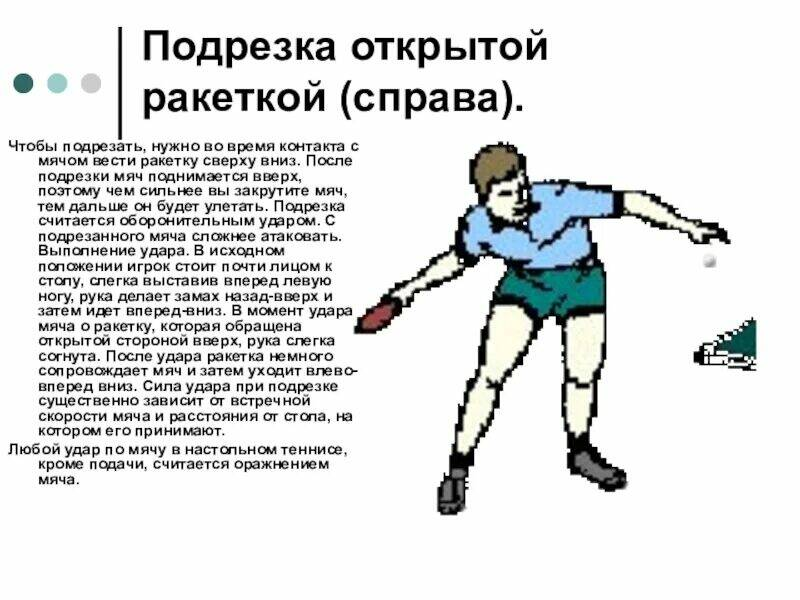 Подрезка открытой
ракеткой (справа).
Чтобы подрезать, нужно во время контакта с
мячом вести ракетку сверху вниз. После
подрезки мяч поднимается вверх,
поэтому чем сильнее вы закрутите мяч,
тем дальше он будет улетать. Подрезка
считается оборонительным ударом. С
подрезанного мяча сложнее атаковать.
Выполнение удара. В исходном
положении игрок стоит почти лицом к
столу, слегка выставив вперед левую
ногу, рука делает замах назад-вверх и
затем идет вперед-вниз. В момент удара
мяча о ракетку, которая обращена
открытой стороной вверх, рука слегка
согнута. После удара ракетка немного
сопровождает мяч и затем уходит влево-
вперед вниз. Сила удара при подрезке
существенно зависит от встречной
скорости мяча и расстояния от стола, на
котором его принимают.
Любой удар по мячу в настольном теннисе,
кроме подачи, считается оражнением
мяча.